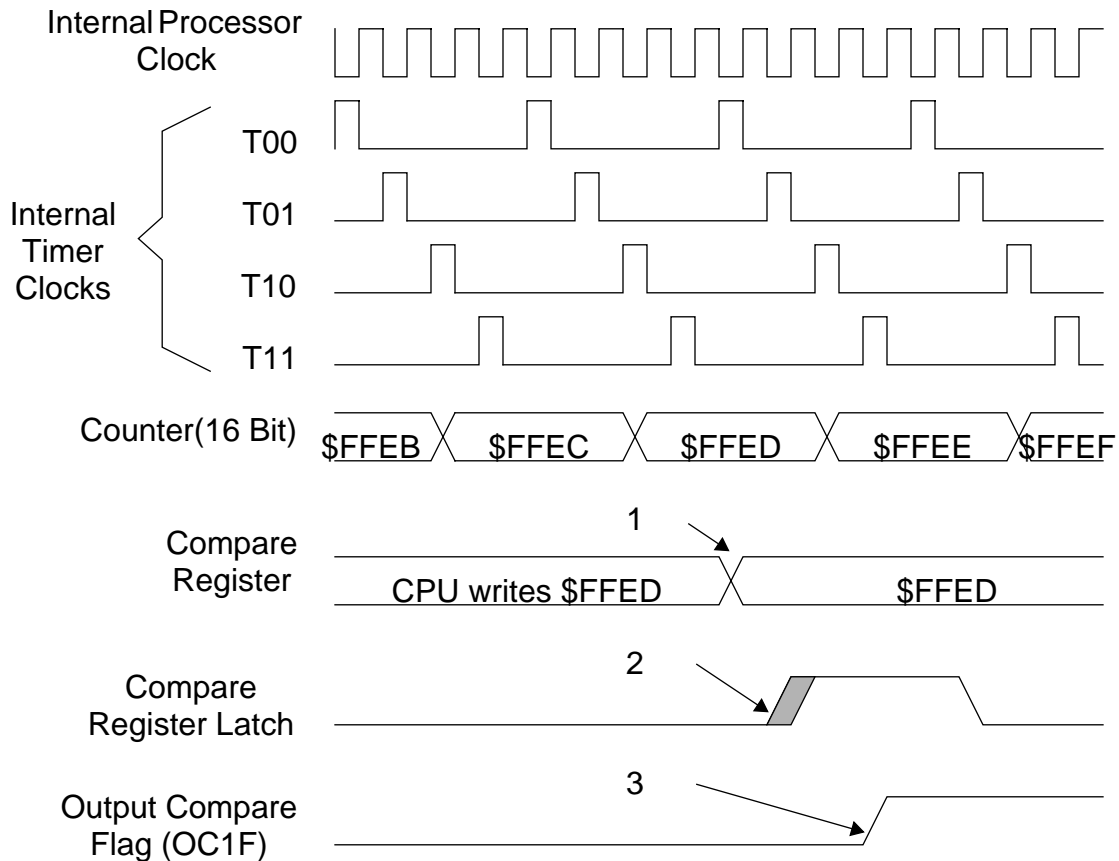 Internal Processor
Clock
T00
T01
Internal
Timer
Clocks
T10
T11
Counter(16 Bit)
$FFEB
$FFEC
$FFED
$FFEE
$FFEF
1
Compare
Register
CPU writes $FFED
$FFED
2
Compare
Register Latch
3
Output Compare
Flag (OC1F)